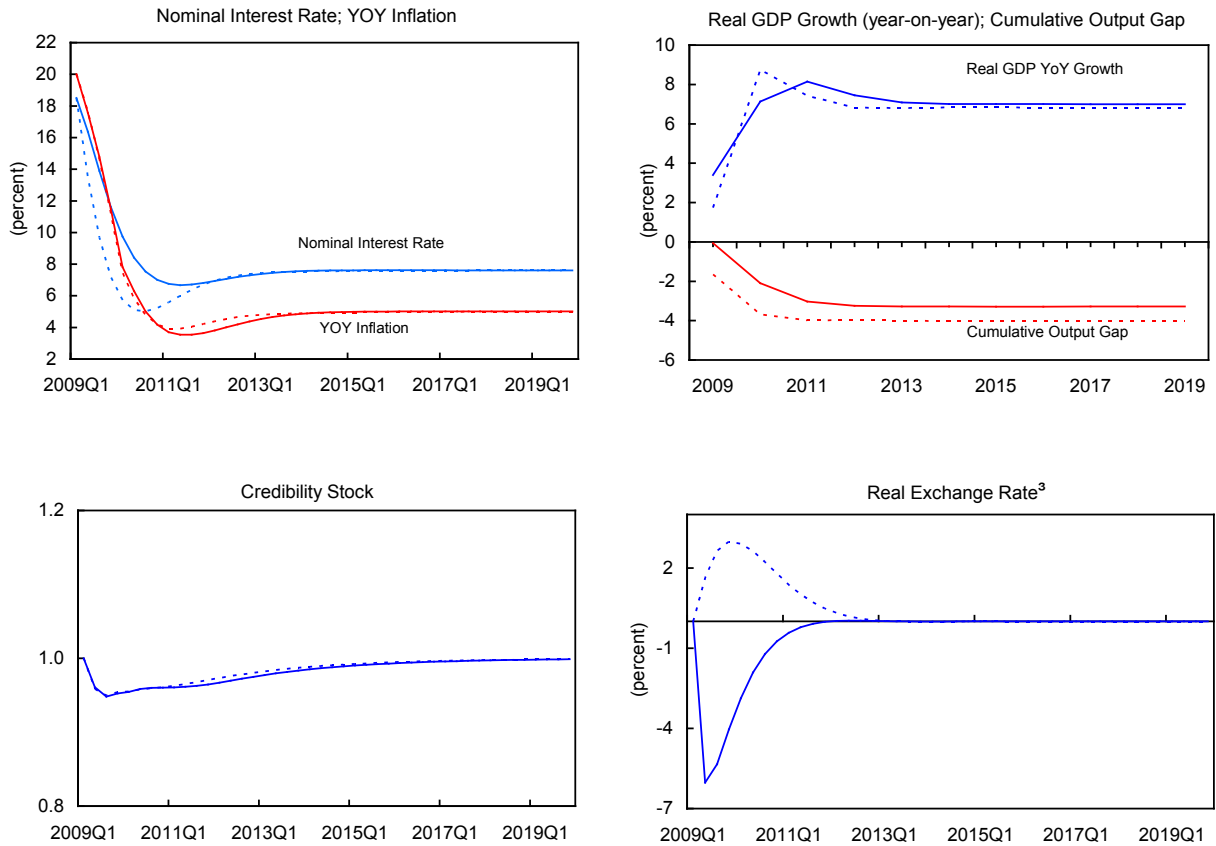 Nominal Interest Rate; YOY Inflation
22
20
18
16
14
12
10
8
6
4
2
(percent)
Nominal Interest Rate
YOY Inflation
2009Q1 2011Q1 2013Q1 2015Q1 2017Q1 2019Q1
Real GDP Growth (year-on-year); Cumulative Output Gap
10
8
6
4
2
0
-2
-4
-6
(percent)
Real GDP YoY Growth
Cumulative Output Gap
2009 2011 2013 2015 2017 2019
Credibility Stock
1.2
1.0
0.8
2009Q1 2011Q1 2013Q1 2015Q1 2017Q1 2019Q1
Real Exchange Rate³
2
-1
-4
-7
(percent)
2009Q1 2011Q1 2013Q1 2015Q1 2017Q1 2019Q1